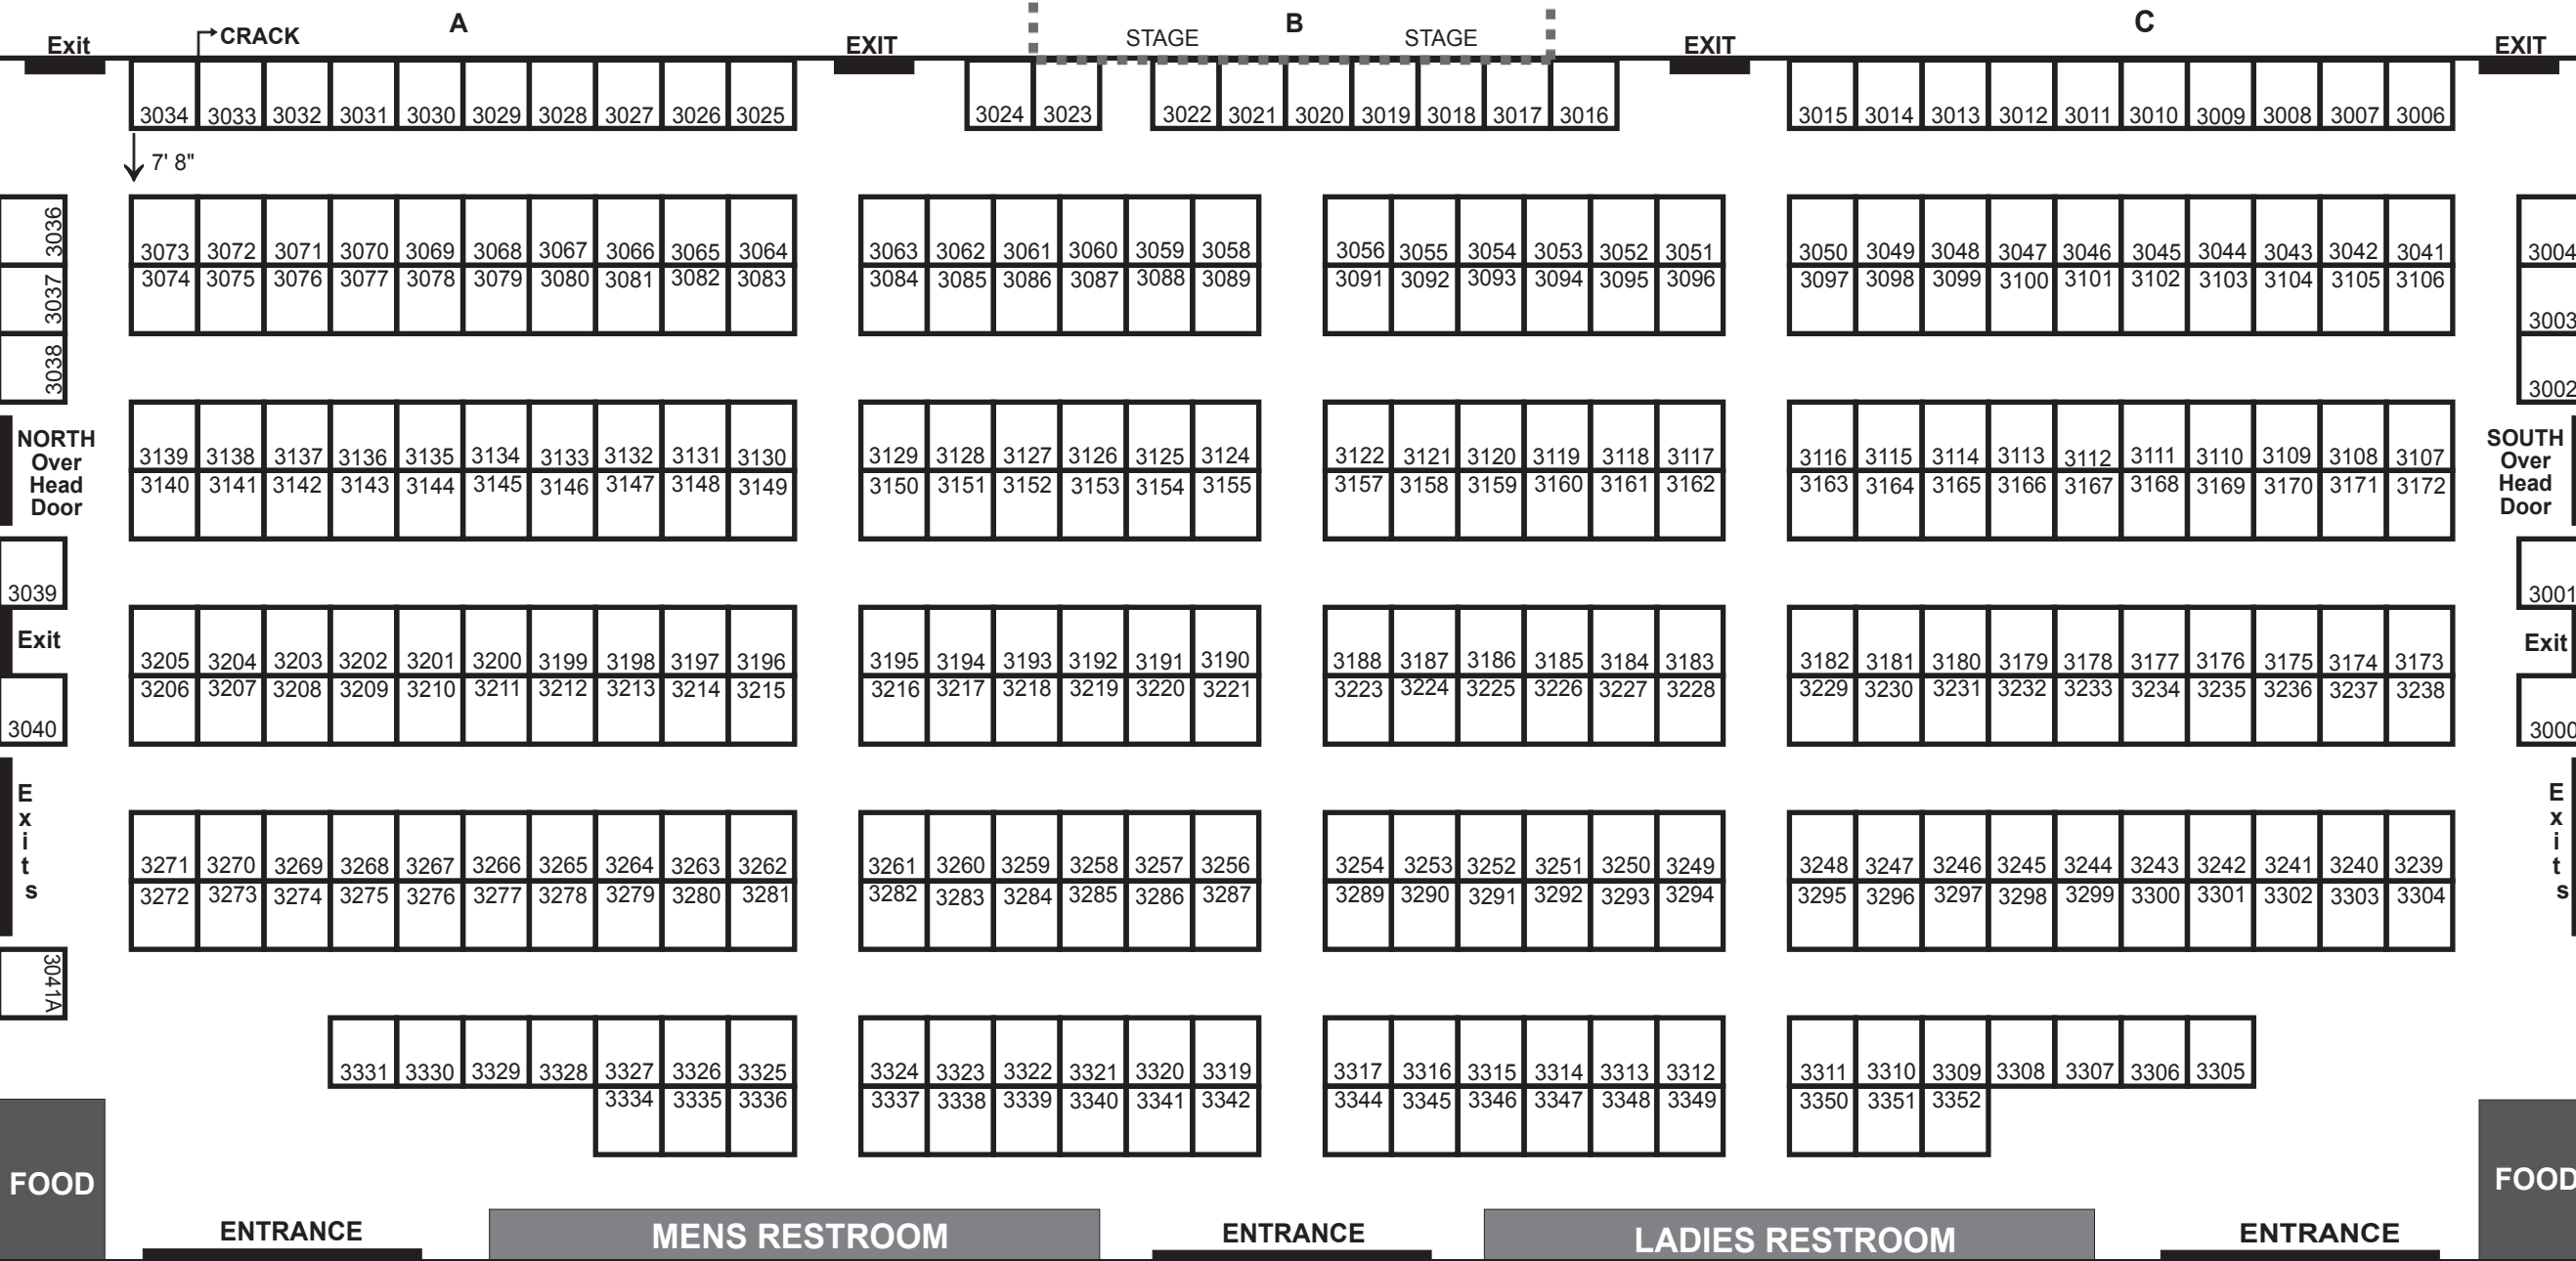 A B C
Exit CRACK EXIT STAGE STAGE EXIT EXIT
3034 3033 3032 3031 3030 3029 3028 3027 3026 3025 3024 3023 3022 3021 3020 3019 3018 3017 3016 3015 3014 3013 3012 3011 3010 3009 3008 3007 3006
7' 8"
3036
3073 3072 3071 3070 3069 3068 3067 3066 3065 3064 3063 3062 3061 3060 3059 3058 3056 3055 3054 3053 3052 3051 3050 3049 3048 3047 3046 3045 3044 3043 3042 3041 3004
3074 3075 3076 3077 3078 3079 3080 3081 3082 3083 3084 3085 3086 3087 3088 3089 3091 3092 3093 3094 3095 3096 3097 3098 3099 3100 3101 3102 3103 3104 3105 3106
3037 3003
3038 3002
NORTH
Over
Head
Door
3139 3138 3137 3136 3135 3134 3133 3132 3131 3130 3129 3128 3127 3126 3125 3124 3122 3121 3120 3119 3118 3117 3116 3115 3114 3113 3112 3111 3110 3109 3108 3107
3140 3141 3142 3143 3144 3145 3146 3147 3148 3149 3150 3151 3152 3153 3154 3155 3157 3158 3159 3160 3161 3162 3163 3164 3165 3166 3167 3168 3169 3170 3171 3172
SOUTH
Over
Head
Door
3039 3001
Exit Exit
3205 3204 3203 3202 3201 3200 3199 3198 3197 3196 3195 3194 3193 3192 3191 3190 3188 3187 3186 3185 3184 3183 3182 3181 3180 3179 3178 3177 3176 3175 3174 3173
3206 3207 3208 3209 3210 3211 3212 3213 3214 3215 3216 3217 3218 3219 3220 3221 3223 3224 3225 3226 3227 3228 3229 3230 3231 3232 3233 3234 3235 3236 3237 3238
3040 3000
Exits Exits
3271 3270 3269 3268 3267 3266 3265 3264 3263 3262 3261 3260 3259 3258 3257 3256 3254 3253 3252 3251 3250 3249 3248 3247 3246 3245 3244 3243 3242 3241 3240 3239
3272 3273 3274 3275 3276 3277 3278 3279 3280 3281 3282 3283 3284 3285 3286 3287 3289 3290 3291 3292 3293 3294 3295 3296 3297 3298 3299 3300 3301 3302 3303 3304
3041A
3331 3330 3329 3328 3327 3326 3325 3324 3323 3322 3321 3320 3319 3317 3316 3315 3314 3313 3312 3311 3310 3309 3308 3307 3306 3305
3334 3335 3336 3337 3338 3339 3340 3341 3342 3344 3345 3346 3347 3348 3349 3350 3351 3352
FOOD FOOD
ENTRANCE MENS RESTROOM ENTRANCE LADIES RESTROOM ENTRANCE